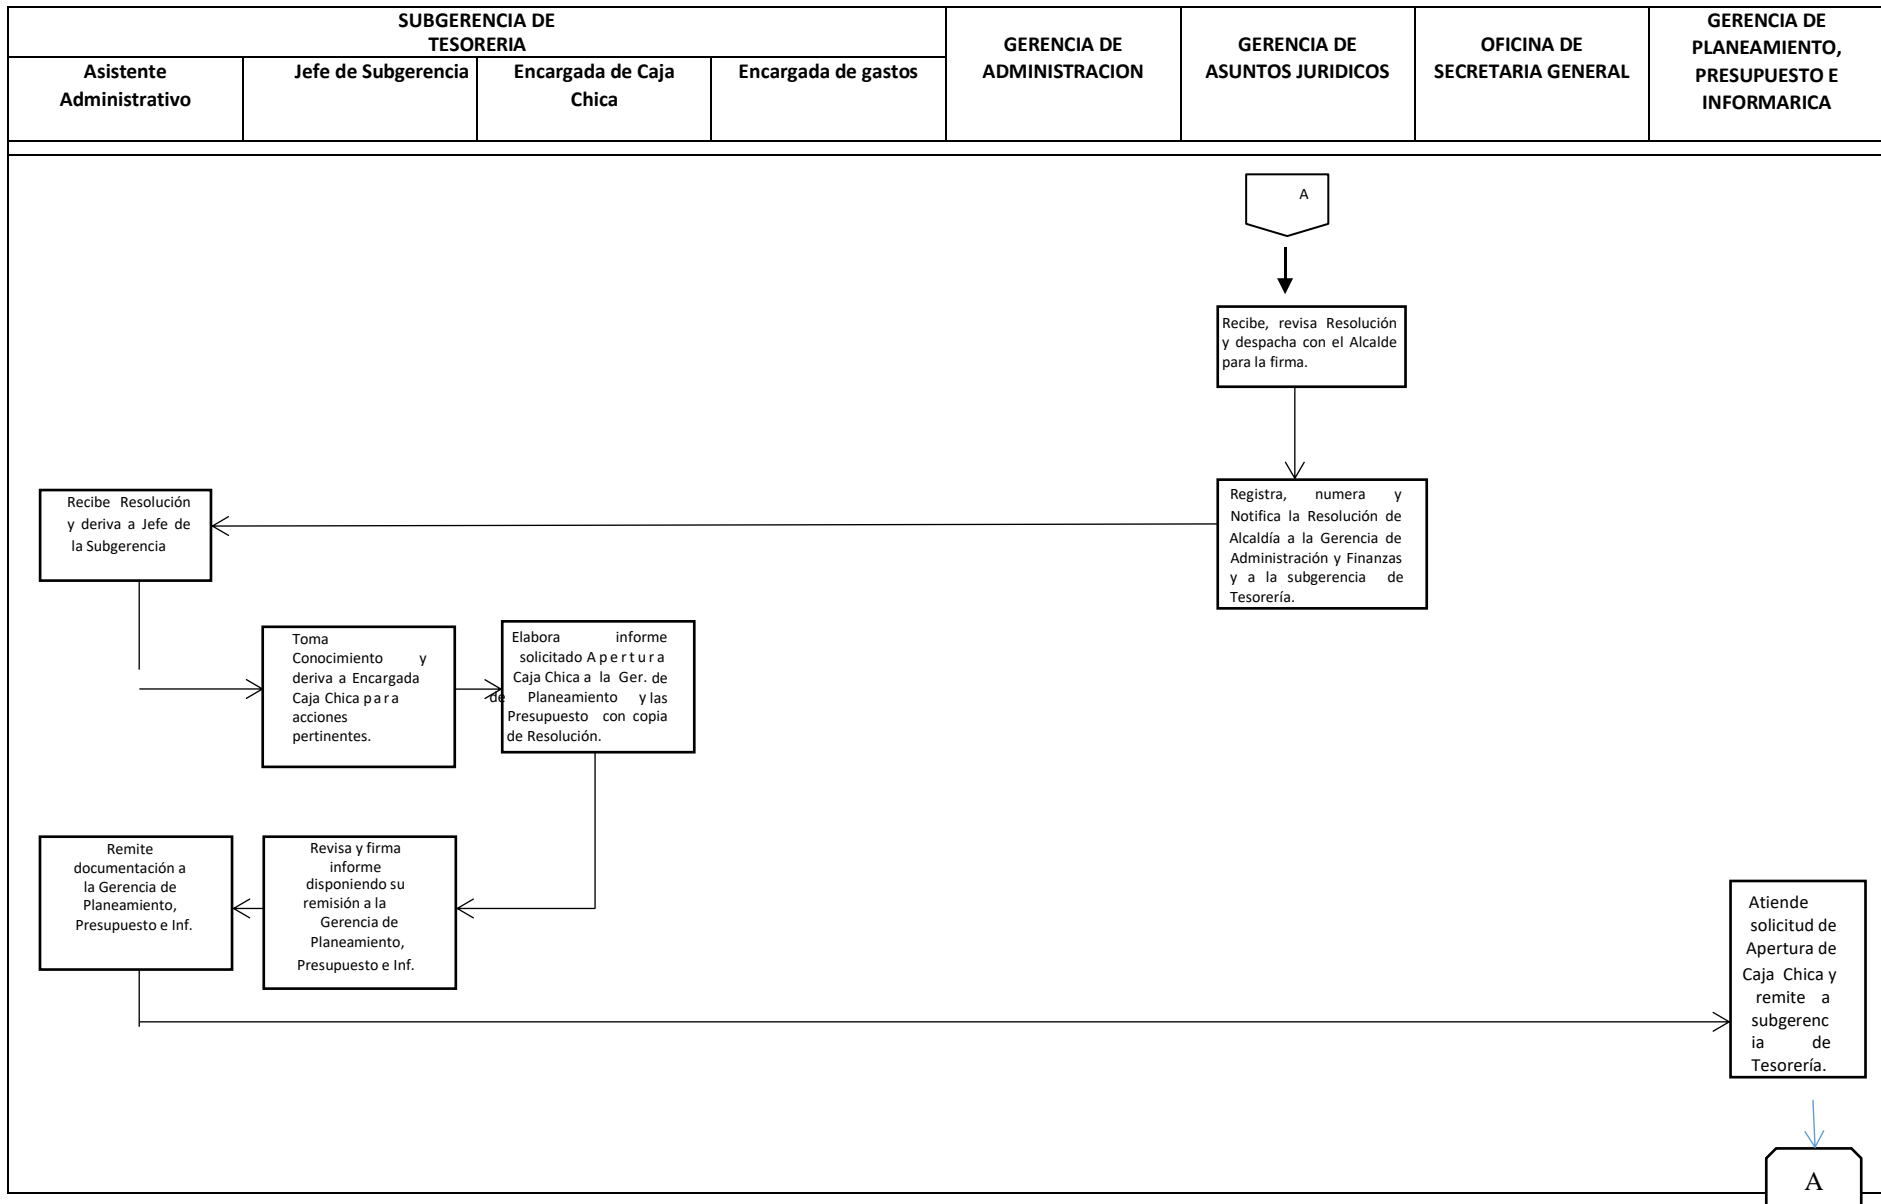 SUBGERENCIA DE
TESORERIA
GERENCIA DE
ADMINISTRACION
GERENCIA DE
ASUNTOS JURIDICOS
OFICINA DE
SECRETARIA GENERAL
GERENCIA DE
PLANEAMIENTO,
PRESUPUESTO E
INFORMARICA
Asistente
Administrativo
Jefe de Subgerencia
Encargada de Caja
Chica
Encargada de gastos
A
Recibe, revisa Resolución
y despacha con el Alcalde
para la firma.
Registra, numera y
Notifica la Resolución de
Alcaldía a la Gerencia de
Administración y Finanzas
y a la subgerencia de
Tesorería.
Recibe Resolución
y deriva a Jefe de
la Subgerencia
Toma
Conocimiento y
deriva a Encargada
Caja Chica para
acciones
pertinentes.
Elabora informe
solicitado Apertura
Caja Chica a la Ger. de
de Planeamiento y las
Presupuesto con copia
de Resolución.
Revisa y firma
informe
disponiendo su
remisión a la
Gerencia de
Planeamiento,
Presupuesto e Inf.
Remite
documentación a
la Gerencia de
Planeamiento,
Presupuesto e Inf.
Atiende
solicitud de
Apertura de
Caja Chica y
remite a
subgerenc
ia de
Tesorería.
A